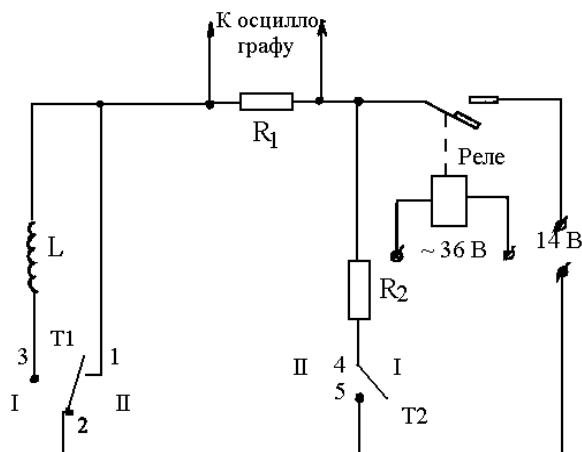 К осцилло
графу
R1
Реле
L
~ 36 В
14 В
R2
T1
3
1
II
4
I
I
2
II
5
T2